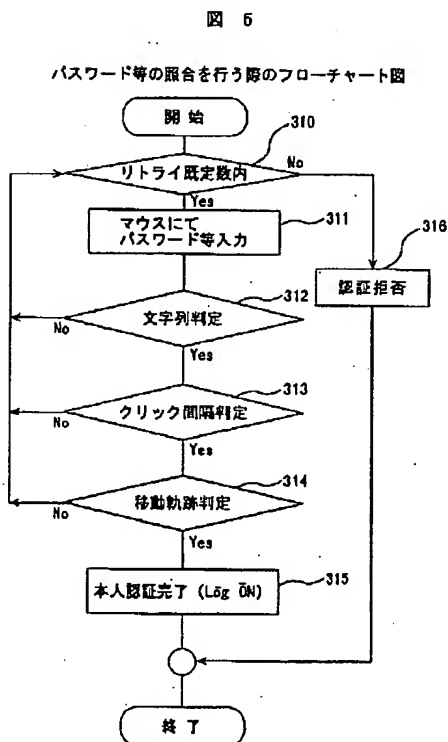 図 5
パスワード等の照合を行う際のフローチャート図
開始
310
リトライ既定数内
No
Yes
マウスにて
パスワード等入力
311
316
認証拒否
312
文字列判定
No
Yes
313
クリック間隔判定
No
Yes
314
移動軌跡判定
No
Yes
本人認証完了 (Log ON)
315
終了